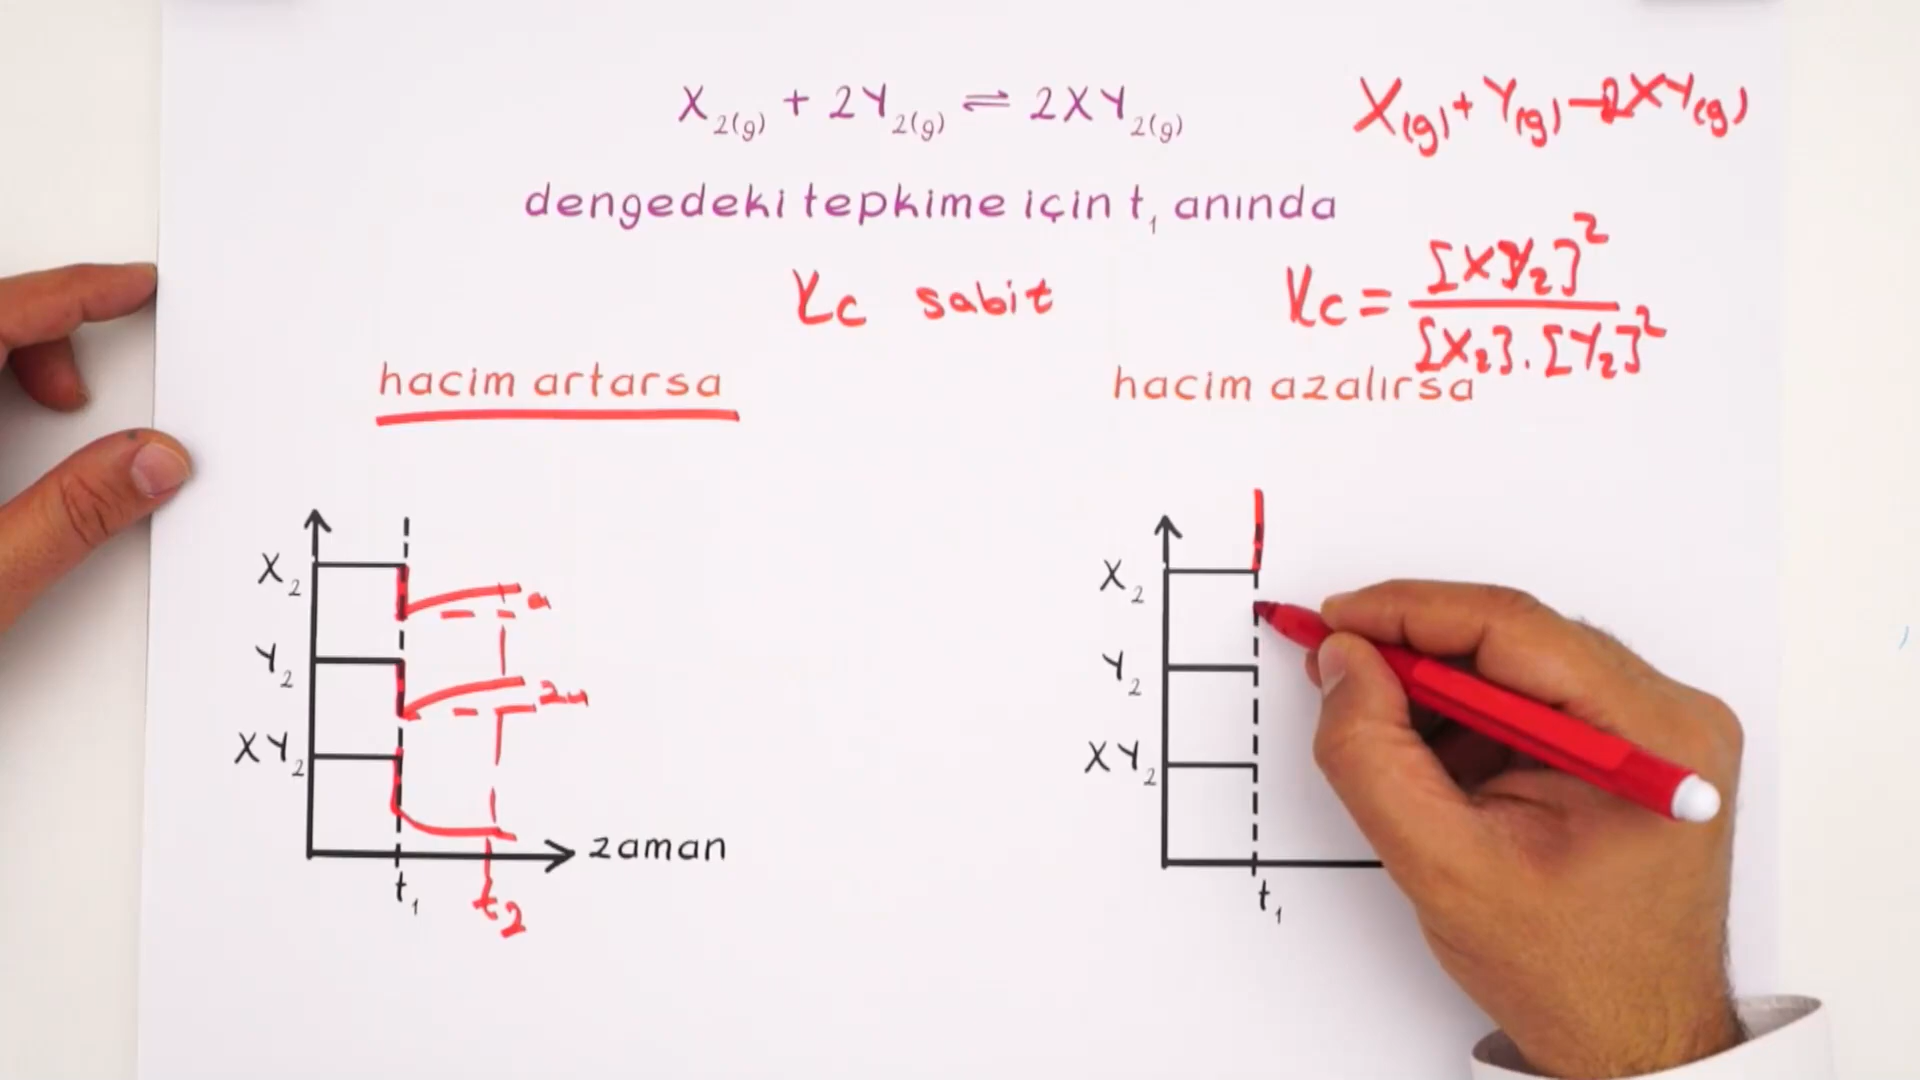 X₂(g) + 2Y₂(g) ⇌ 2XY₂(g)
X(g) + Y(g) → 2XY(g)
dengedeki tepkime için t₁ anında
Kc sabit
Kc = [XY₂]² / [X₂].[Y₂]²
hacim artarsa
hacim azalırsa
X₂
Y₂
2n
XY₂
zaman
t₁
t₂
X₂
Y₂
XY₂
t₁